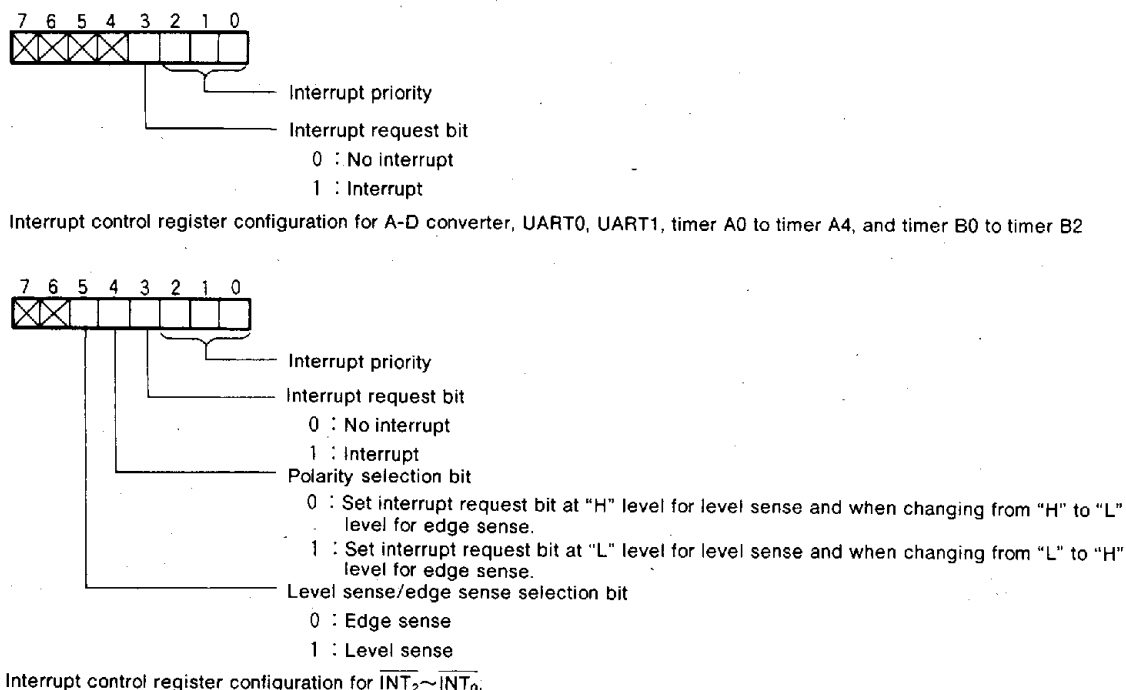 7 6 5 4 3 2 1 0
Interrupt priority
Interrupt request bit
0 : No interrupt
1 : Interrupt
Interrupt control register configuration for A-D converter, UART0, UART1, timer A0 to timer A4, and timer B0 to timer B2
7 6 5 4 3 2 1 0
Interrupt priority
Interrupt request bit
0 : No interrupt
1 : Interrupt
Polarity selection bit
0 : Set interrupt request bit at “H” level for level sense and when changing from “H” to “L”
level for edge sense.
1 : Set interrupt request bit at “L” level for level sense and when changing from “L” to “H”
level for edge sense.
Level sense/edge sense selection bit
0 : Edge sense
1 : Level sense
Interrupt control register configuration for INT₂~INT₀.